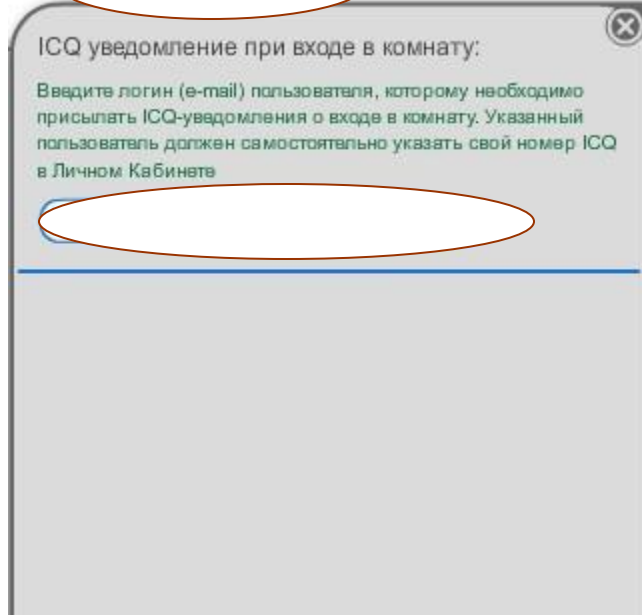 ICQ уведомление при входе в комнату:
Введите логин (e-mail) пользователя, которому необходимо
присылать ICQ-уведомления о входе в комнату. Указанный
пользователь должен самостоятельно указать свой номер ICQ
в Личном Кабинете